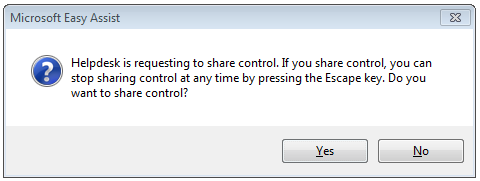 Microsoft Easy Assist
Helpdesk is requesting to share control. If you share control, you can
stop sharing control at any time by pressing the Escape key. Do you
want to share control?
Yes
No